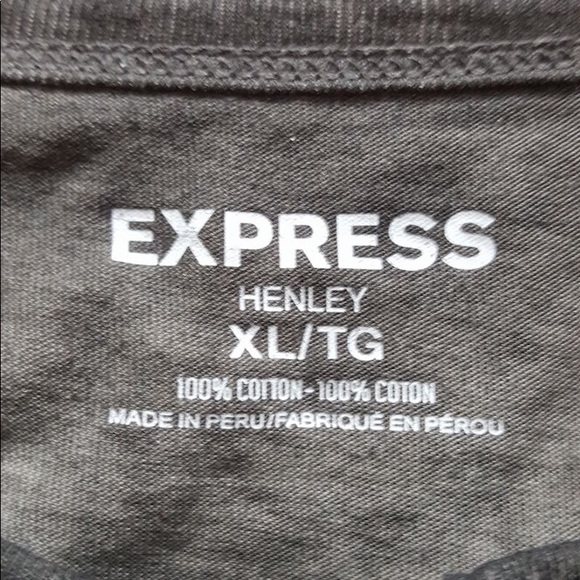 EXPRESS
HENLEY
XL/TG
100% COTTON-100% COTON
MADE IN PERU/FABRIQUÉ EN PÉROU